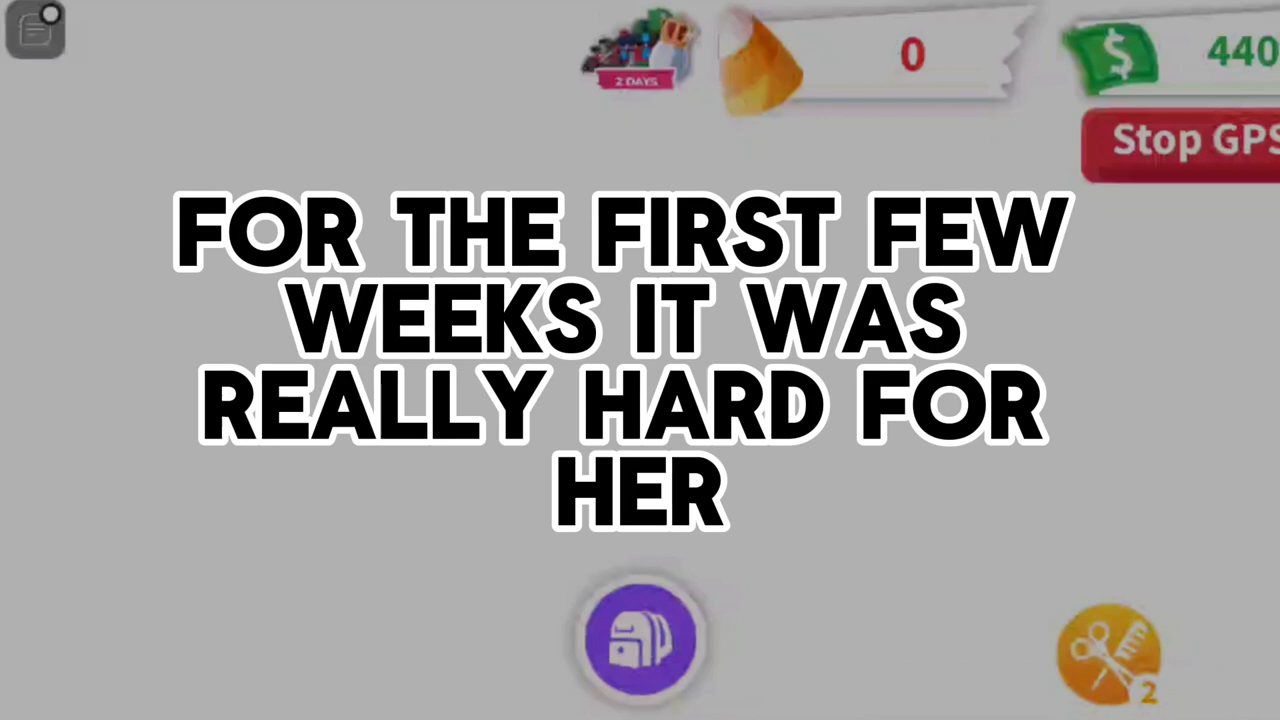 2 DAYS
0
440
Stop GPS
FOR THE FIRST FEW
WEEKS IT WAS
REALLY HARD FOR
HER
2